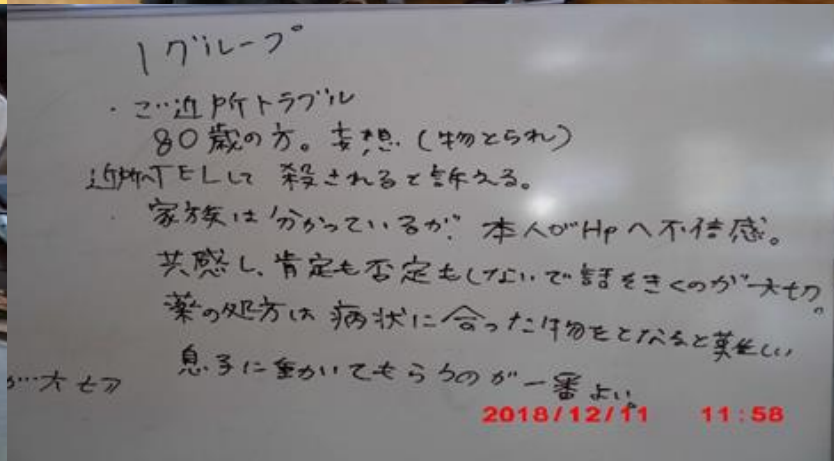 1グループ
・ご近所トラブル
80歳の方。妄想(物とられ)
近所へTELして 殺されると訴える。
・家族は分かっているが、本人がHpへ不信感。
共感し、肯定も否定もしないで話をきくのが大切。
薬の処方は 病状に合った物をとなると難しい
息子に動いてもらうのが一番よい。
が…大切
2018/12/11 11:58